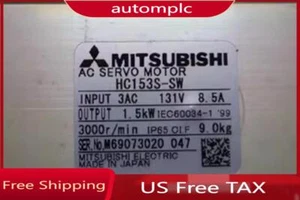 automplc
MITSUBISHI
AC SERVO MOTOR
HC153S-SW
INPUT 3AC 131V 8.5A
OUTPUT 1.5kW IEC60034-1 '99
3000r/min IP65 Cl.F 9.0kg
SER.No.M69073020 047
MITSUBISHI ELECTRIC
MADE IN JAPAN
Free Shipping
US Free TAX